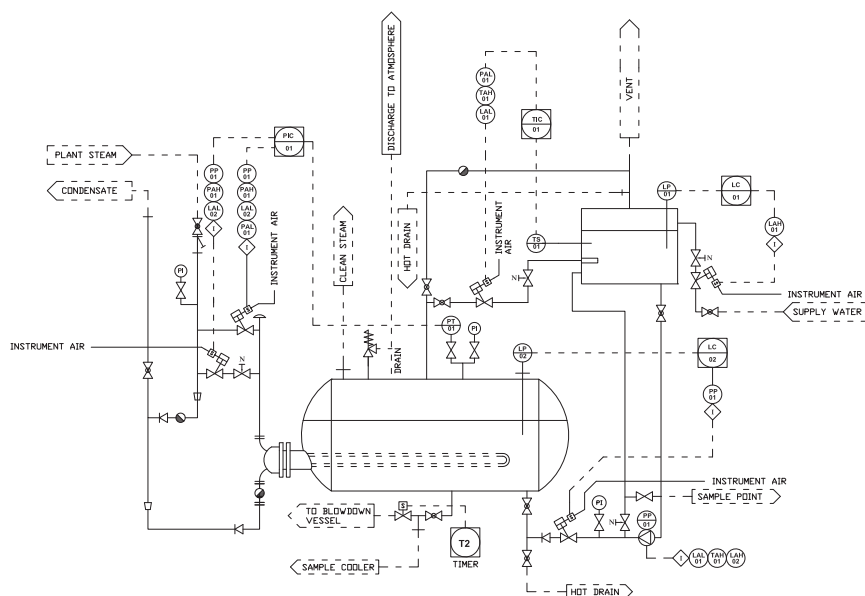 DISCHARGE TO ATMOSPHERE
VENT
PAL
01
TAH
01
LAL
01
TIC
01
PIC
01
PLANT STEAM
CONDENSATE
PP
01
PAH
01
LAL
02
I
PP
01
PAH
01
LAL
02
PAL
01
I
INSTRUMENT AIR
CLEAN STEAM
HOT DRAIN
INSTRUMENT
AIR
LP
01
LC
01
LAH
01
I
TS
01
N
N
INSTRUMENT AIR
SUPPLY WATER
PI
INSTRUMENT AIR
N
DRAIN
PT
01
PI
LP
02
LC
02
PP
01
I
INSTRUMENT AIR
SAMPLE POINT
TO BLOWDOWN
VESSEL
S
T2
TIMER
SAMPLE COOLER
PI
N
PP
01
I
LAL
01
TAH
01
LAH
02
HOT DRAIN